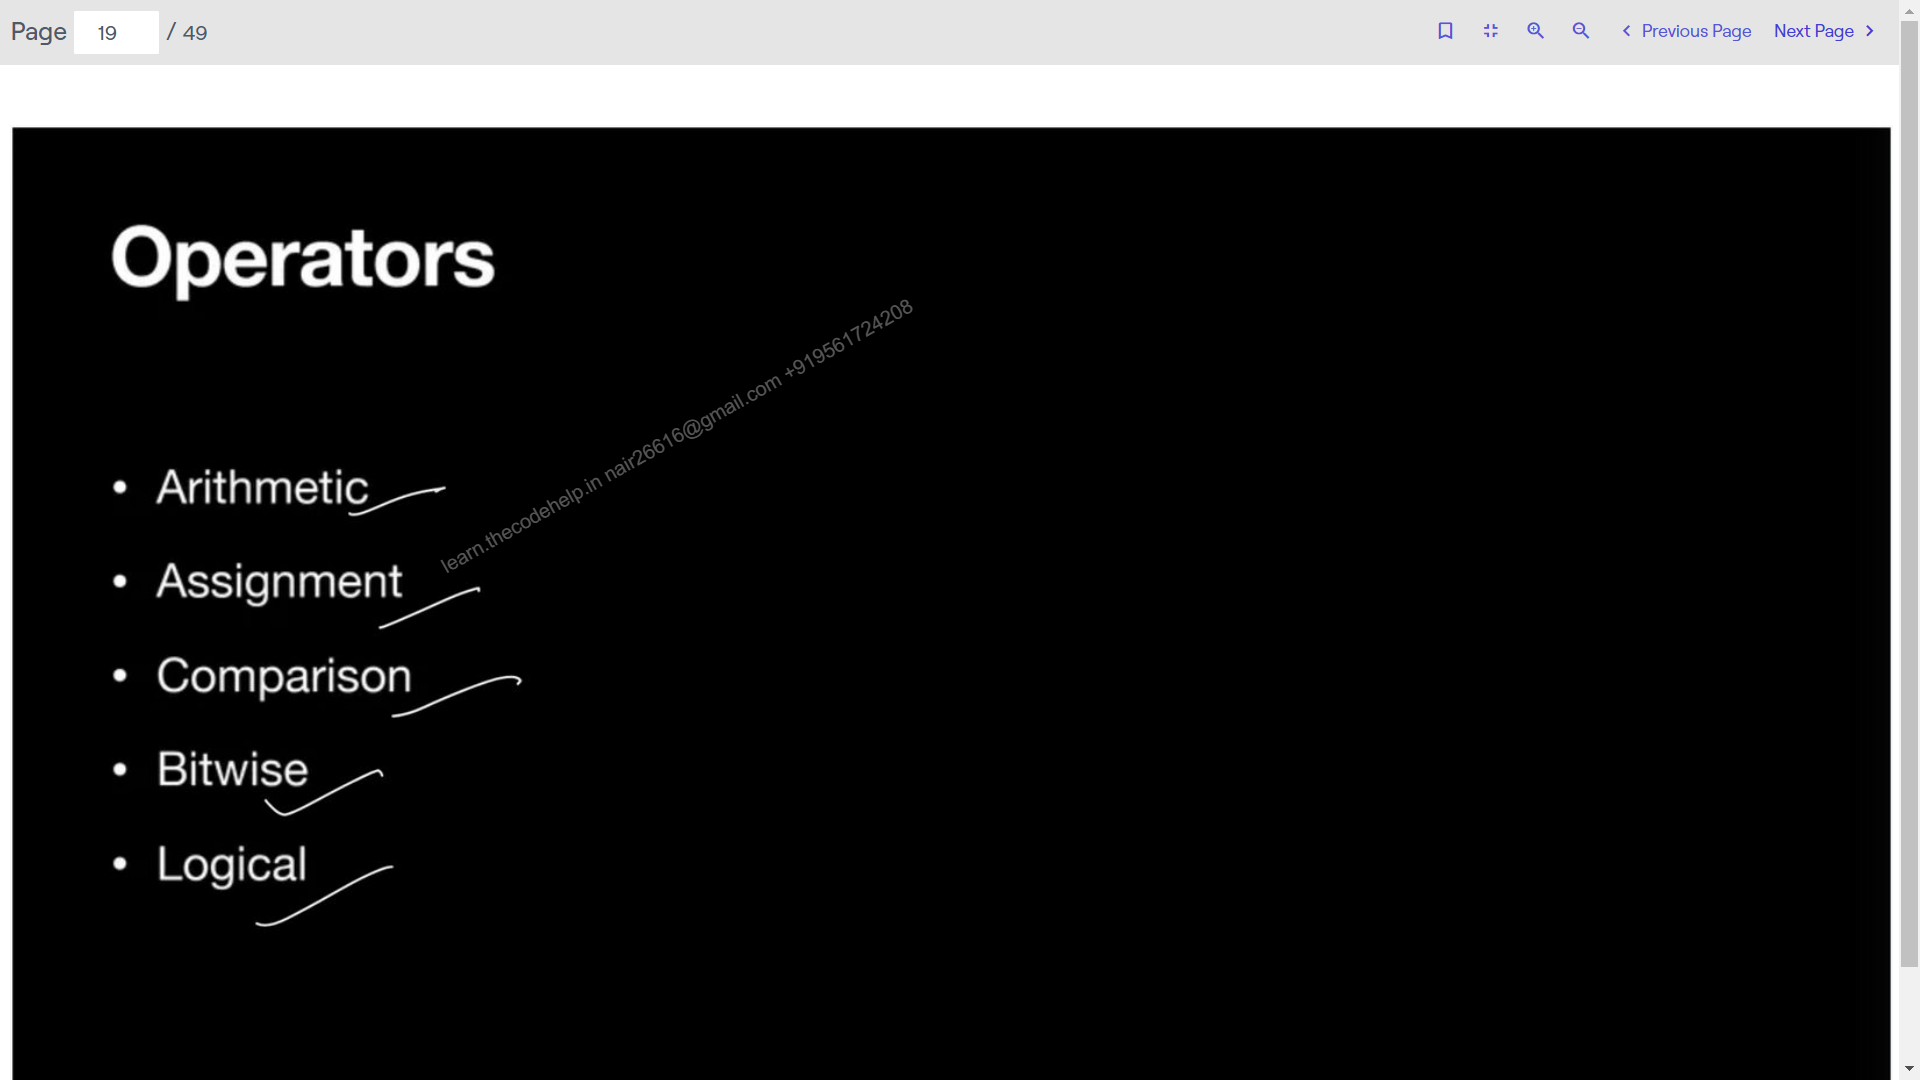 Page 19 / 49 Previous Page Next Page
Operators
learn.thecodehelp.in nair26616@gmail.com +919561724208
• Arithmetic
• Assignment
• Comparison
• Bitwise
• Logical